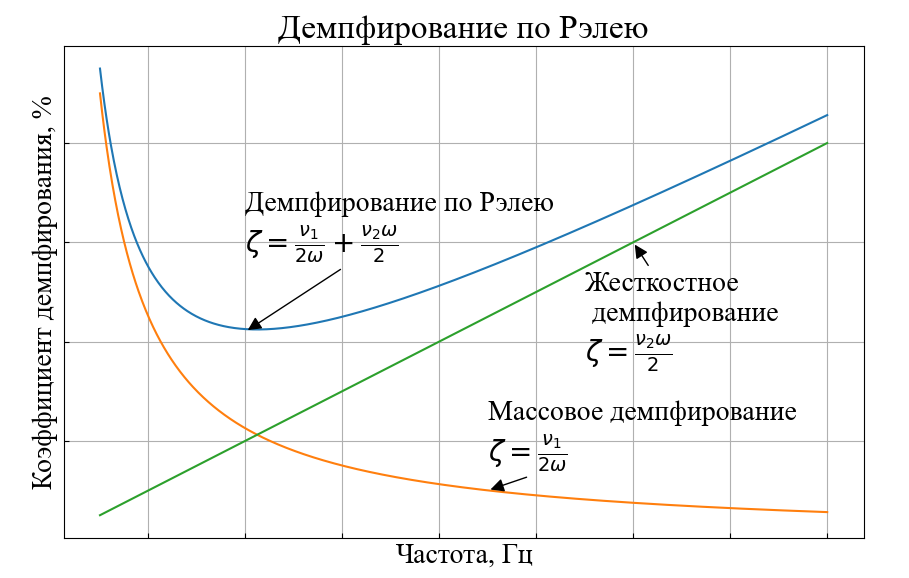 Демпфирование по Рэлею
Коэффициент демпфирования, %
Демпфирование по Рэлею
ζ = ν₁/2ω + ν₂ω/2
Жесткостное
демпфирование
ζ = ν₂ω/2
Массовое демпфирование
ζ = ν₁/2ω
Частота, Гц